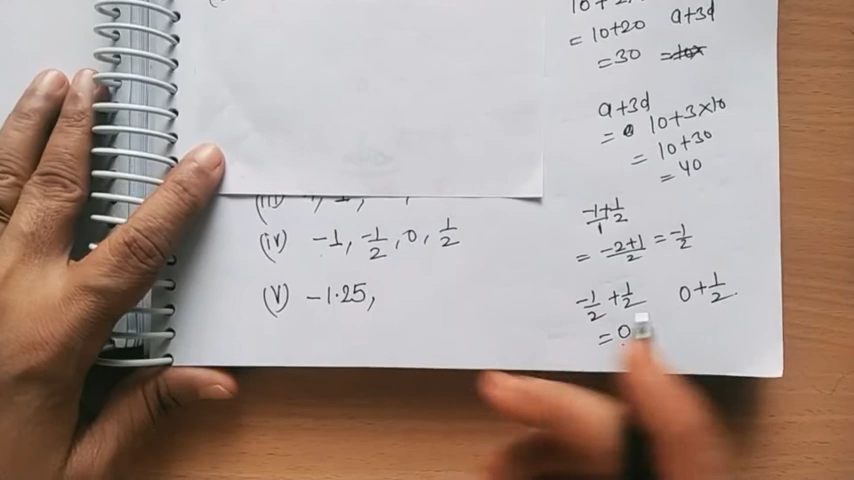 (iv) -1, -1/2, 0, 1/2
(v) -1.25,
= 10+20 a+3d
= 30
a+3d
= 10+3×10
= 10+30
= 40
-1/1+1/2
= -2+1/2 = -1/2
-1/2 + 1/2 0+1/2.
= 0